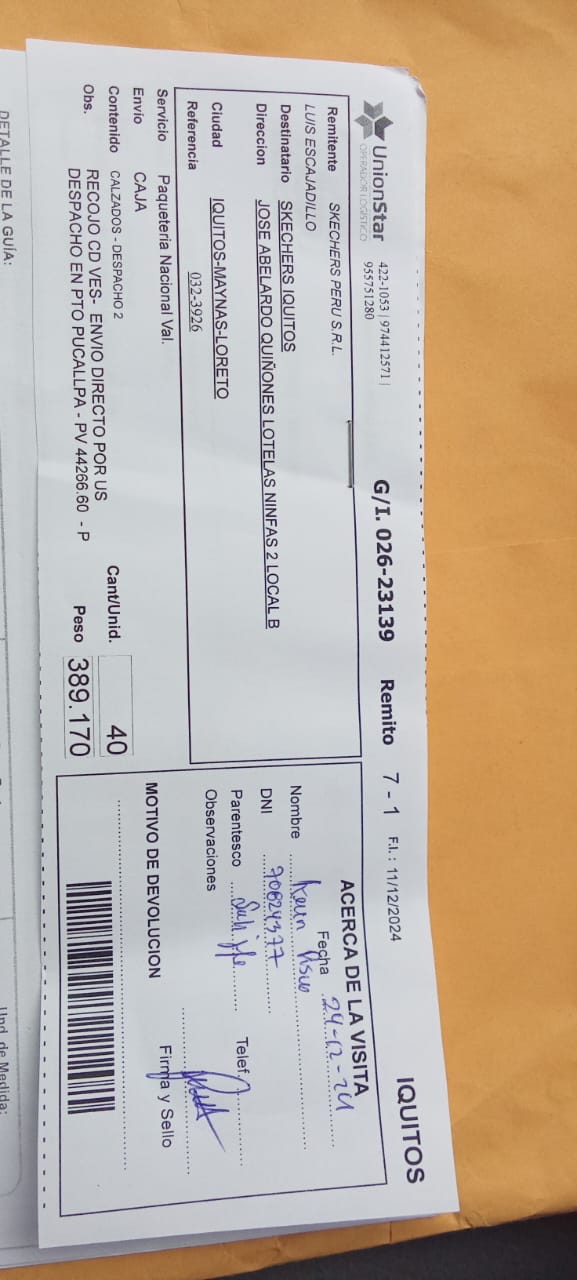 UnionStar
OPERADOR LOGISTICO
422-1053 | 974412571 |
955751280
G/I. 026-23139 Remito 7 - 1 F.I.: 11/12/2024 IQUITOS
Remitente SKECHERS PERU S.R.L.
LUIS ESCAJADILLO
Destinatario SKECHERS IQUITOS
Direccion JOSE ABELARDO QUIÑONES LOTELAS NINFAS 2 LOCAL B
Ciudad IQUITOS-MAYNAS-LORETO
Referencia 032-3926
Servicio Paqueteria Nacional Val.
Envio CAJA
Contenido CALZADOS - DESPACHO 2 Cant/Unid. 40
Obs. RECOJO CD VES- ENVIO DIRECTO POR US
DESPACHO EN PTO PUCALLPA - PV 44266.60 - P Peso 389.170
ACERCA DE LA VISITA
Fecha 24-12-24
Nombre Kevin
DNI 70824377
Parentesco Telef.
Observaciones
Firma y Sello
MOTIVO DE DEVOLUCION
DETALLE DE LA GUÍA:
Und. de Medida: